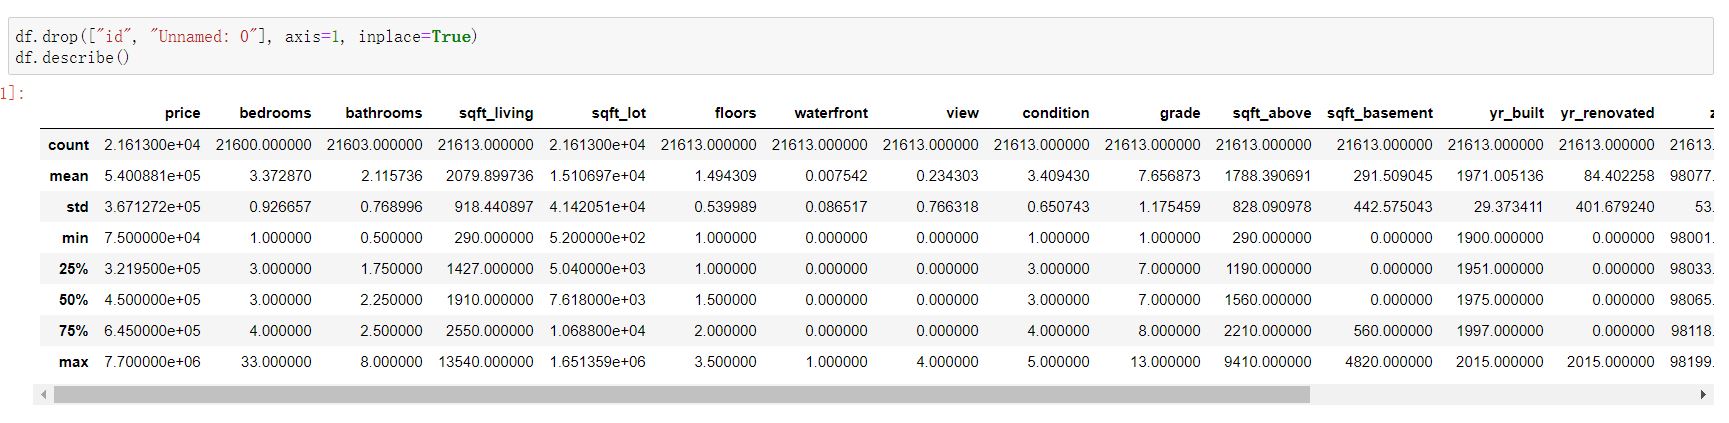 df.drop(["id", "Unnamed: 0"], axis=1, inplace=True)
df.describe()
1]:
price bedrooms bathrooms sqft_living sqft_lot floors waterfront view condition grade sqft_above sqft_basement yr_built yr_renovated z
count 2.161300e+04 21600.000000 21603.000000 21613.000000 2.161300e+04 21613.000000 21613.000000 21613.000000 21613.000000 21613.000000 21613.000000 21613.000000 21613.000000 21613.000000 21613.
mean 5.400881e+05 3.372870 2.115736 2079.899736 1.510697e+04 1.494309 0.007542 0.234303 3.409430 7.656873 1788.390691 291.509045 1971.005136 84.402258 98077.
std 3.671272e+05 0.926657 0.768996 918.440897 4.142051e+04 0.539989 0.086517 0.766318 0.650743 1.175459 828.090978 442.575043 29.373411 401.679240 53.
min 7.500000e+04 1.000000 0.500000 290.000000 5.200000e+02 1.000000 0.000000 0.000000 1.000000 1.000000 290.000000 0.000000 1900.000000 0.000000 98001.
25% 3.219500e+05 3.000000 1.750000 1427.000000 5.040000e+03 1.000000 0.000000 0.000000 3.000000 7.000000 1190.000000 0.000000 1951.000000 0.000000 98033.
50% 4.500000e+05 3.000000 2.250000 1910.000000 7.618000e+03 1.500000 0.000000 0.000000 3.000000 7.000000 1560.000000 0.000000 1975.000000 0.000000 98065.
75% 6.450000e+05 4.000000 2.500000 2550.000000 1.068800e+04 2.000000 0.000000 0.000000 4.000000 8.000000 2210.000000 560.000000 1997.000000 0.000000 98118.
max 7.700000e+06 33.000000 8.000000 13540.000000 1.651359e+06 3.500000 1.000000 4.000000 5.000000 13.000000 9410.000000 4820.000000 2015.000000 2015.000000 98199.